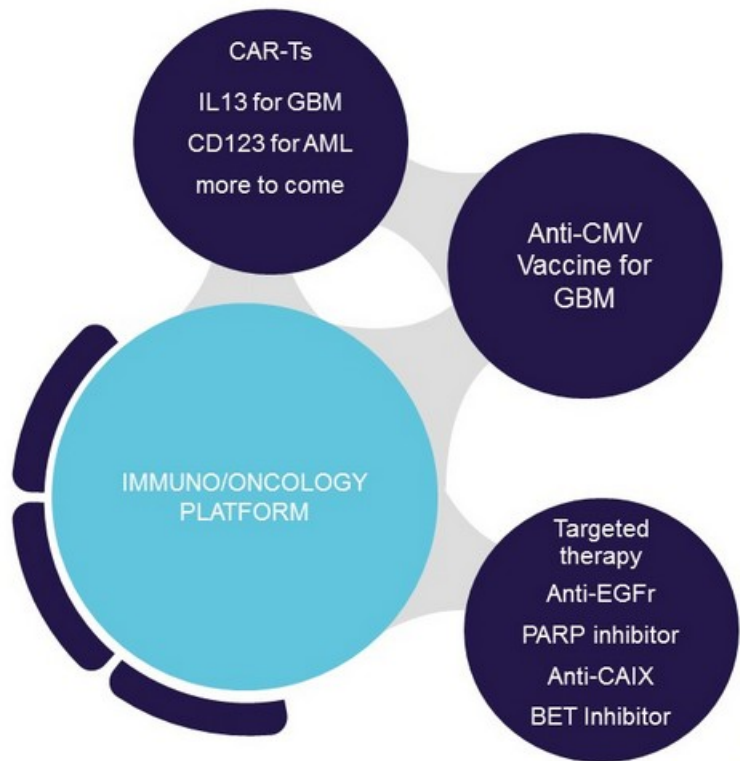 CAR-Ts
IL13 for GBM
CD123 for AML
more to come
Anti-CMV
Vaccine for
GBM
IMMUNO/ONCOLOGY
PLATFORM
Targeted
therapy
Anti-EGFr
PARP inhibitor
Anti-CAIX
BET Inhibitor